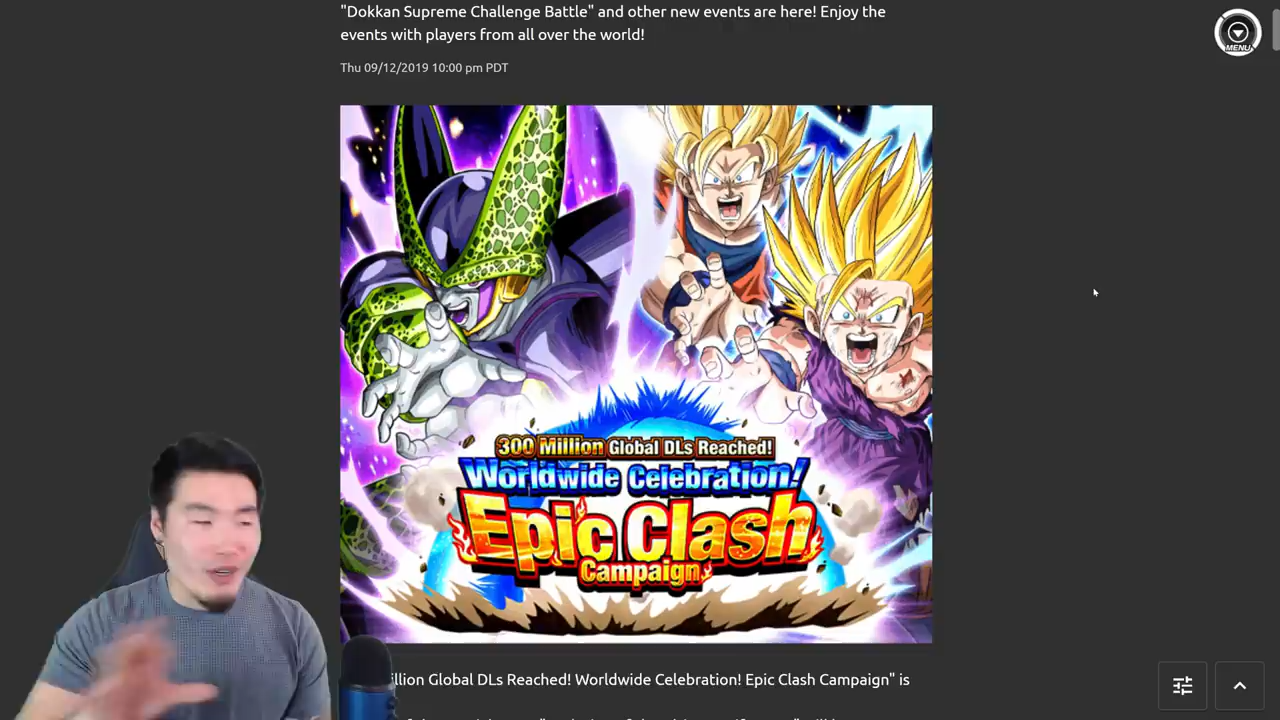 "Dokkan Supreme Challenge Battle" and other new events are here! Enjoy the
events with players from all over the world!
MENU
Thu 09/12/2019 10:00 pm PDT
300 Million Global DLs Reached!
Worldwide Celebration!
Epic Clash
Campaign
llion Global DLs Reached! Worldwide Celebration! Epic Clash Campaign" is